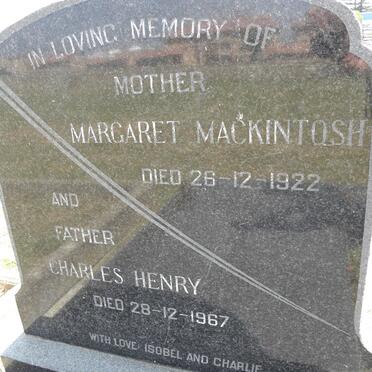 IN LOVING MEMORY OF
MOTHER
MARGARET MACKINTOSH
DIED 26-12-1922
AND
FATHER
CHARLES HENRY
DIED 28-12-1967
WITH LOVE: ISOBEL AND CHARLIE